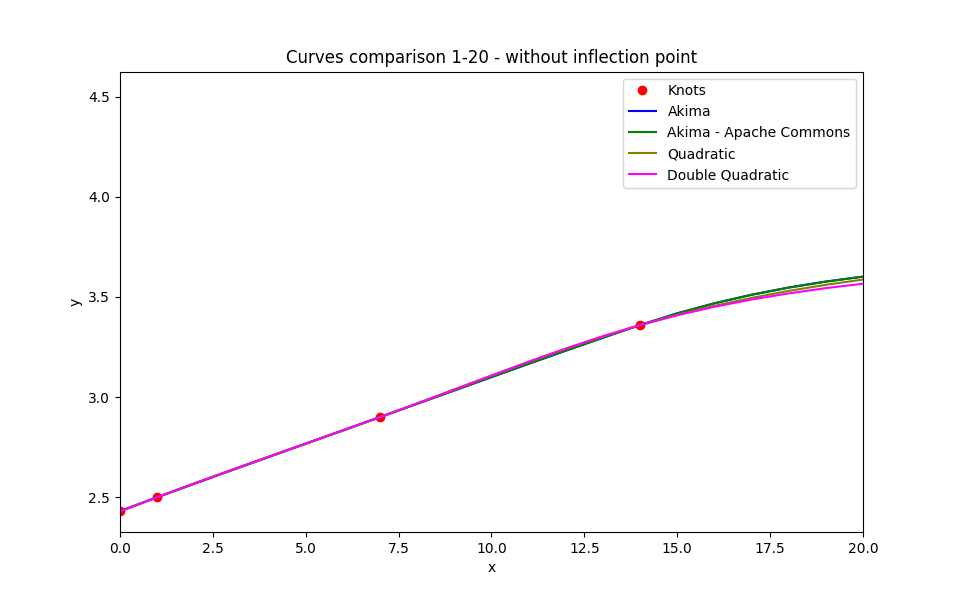 Curves comparison 1-20 - without inflection point
Knots
Akima
Akima - Apache Commons
Quadratic
Double Quadratic
4.5
4.0
3.5
3.0
2.5
y
0.0 2.5 5.0 7.5 10.0 12.5 15.0 17.5 20.0
x